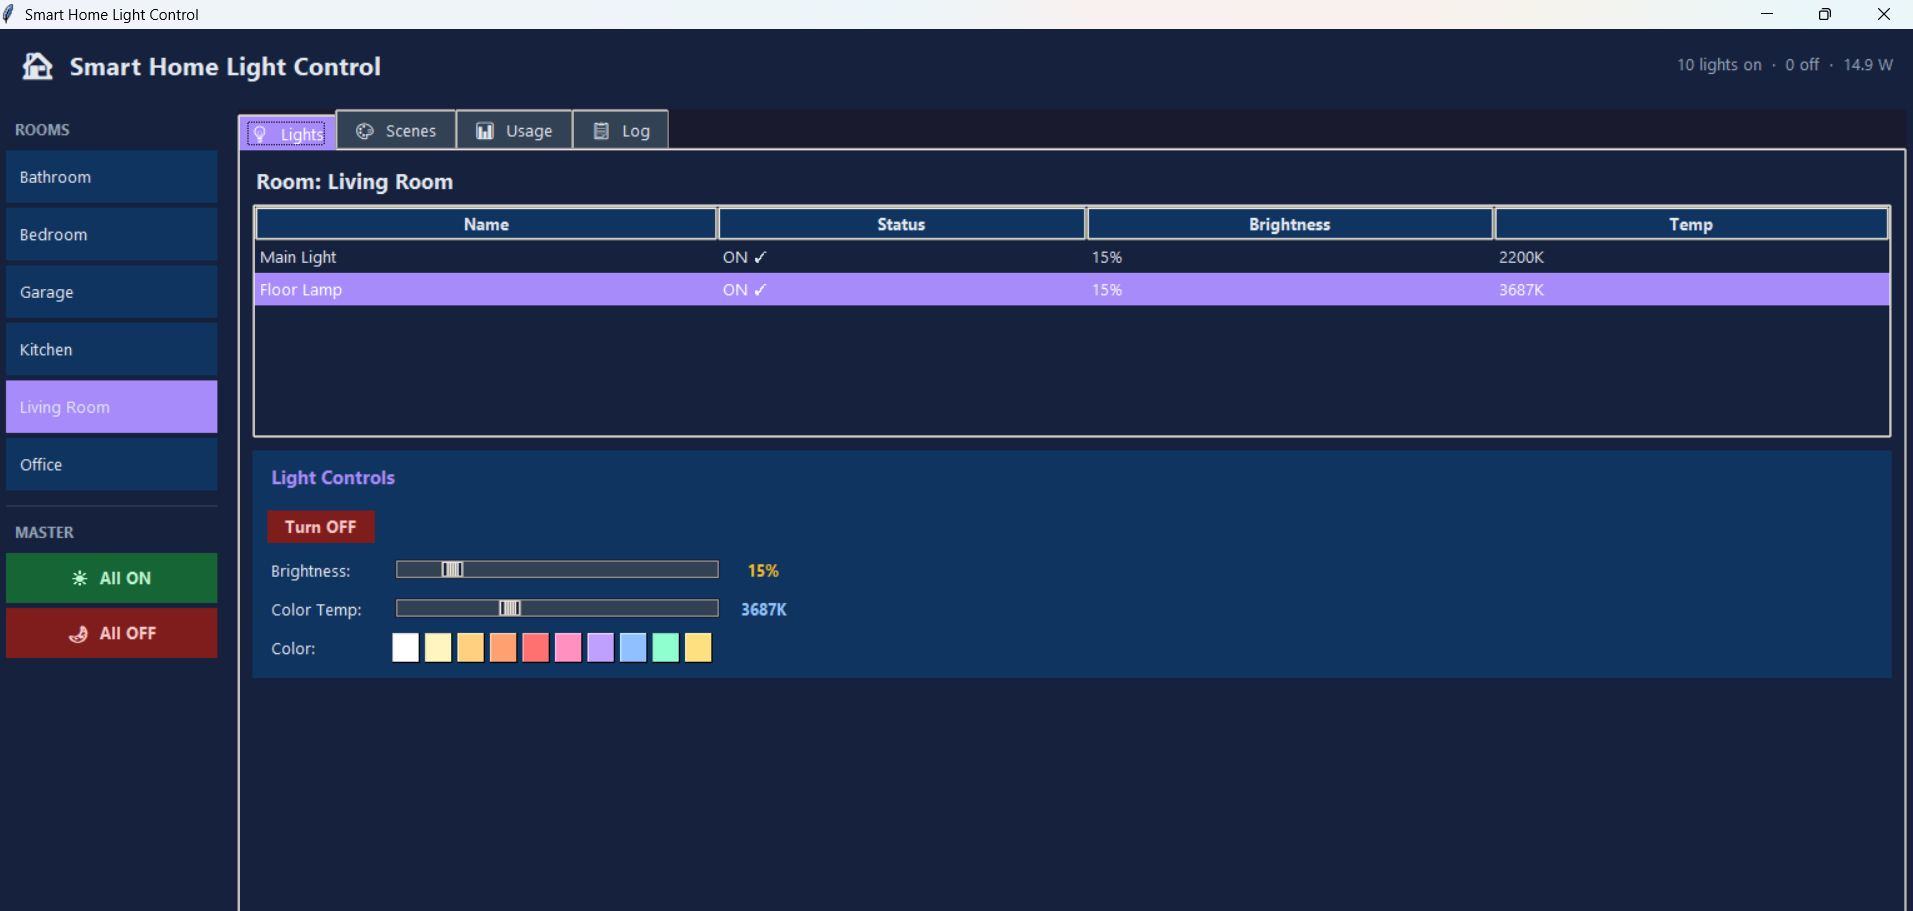 Smart Home Light Control
Smart Home Light Control
10 lights on · 0 off · 14.9 W
ROOMS
Bathroom
Bedroom
Garage
Kitchen
Living Room
Office
MASTER
All ON
All OFF
Lights Scenes Usage Log
Room: Living Room
Name Status Brightness Temp
Main Light ON ✓ 15% 2200K
Floor Lamp ON ✓ 15% 3687K
Light Controls
Turn OFF
Brightness: 15%
Color Temp: 3687K
Color: